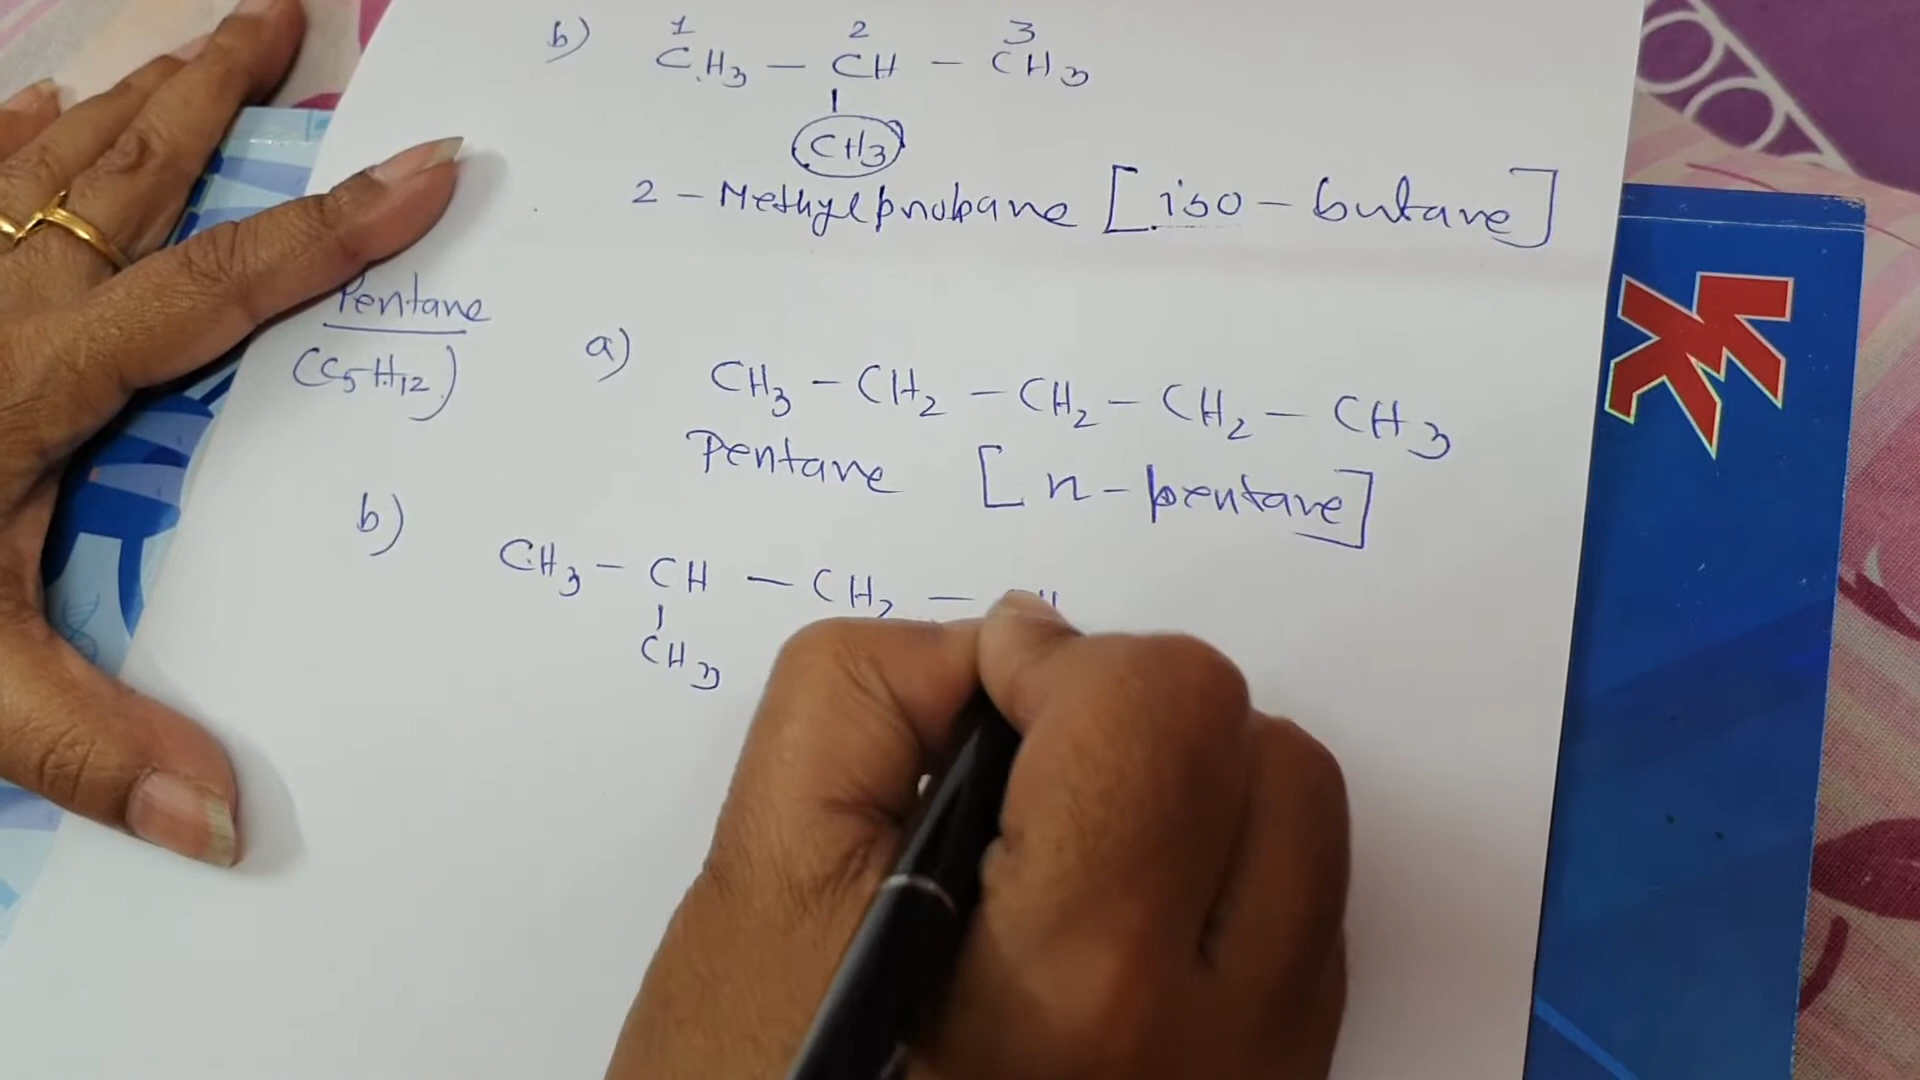 b) CH3 — CH — CH3
1 2 3
CH3
2 - Methylpropane [iso - butane]
Pentane
(C5H12)
a) CH3 — CH2 — CH2 — CH2 — CH3
Pentane [n - pentane]
b) CH3 — CH — CH2 —
CH3